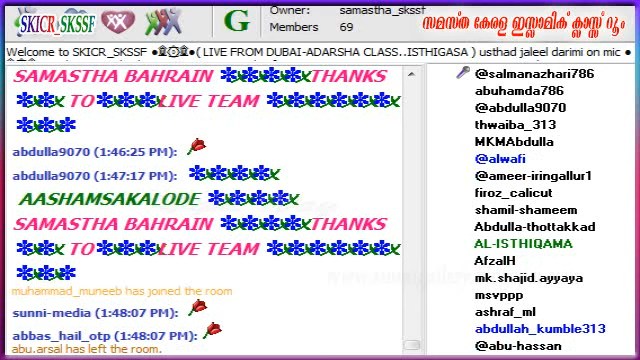 SKICR_SKSSF
G
Owner: samastha_skssf
Members 69
സമസ്ത കേരള ഇസ്ലാമിക് ക്ലാസ്സ് റൂം
Welcome to SKICR_SKSSF ●۩۞۩●( LIVE FROM DUBAI-ADARSHA CLASS..ISTHIGASA ) usthad jaleel darimi on mic ●
SAMASTHA BAHRAIN THANKS
TO LIVE TEAM
abdulla9070 (1:46:25 PM):
abdulla9070 (1:47:17 PM):
AASHAMSAKALODE
SAMASTHA BAHRAIN THANKS
TO LIVE TEAM
muhammad_muneeb has joined the room
sunni-media (1:48:07 PM):
abbas_hail_otp (1:48:07 PM):
abu.arsal has left the room.
@salmanazhari786
abuhamda786
@abdulla9070
thwaiba_313
MKMAbdulla
@alwafi
@ameer-iringallur1
firoz_calicut
shamil-shameem
Abdulla-thottakkad
AL-ISTHIQAMA
AfzalH
mk.shajid.ayyaya
msvppp
ashraf_ml
abdullah_kumble313
@abu-hassan